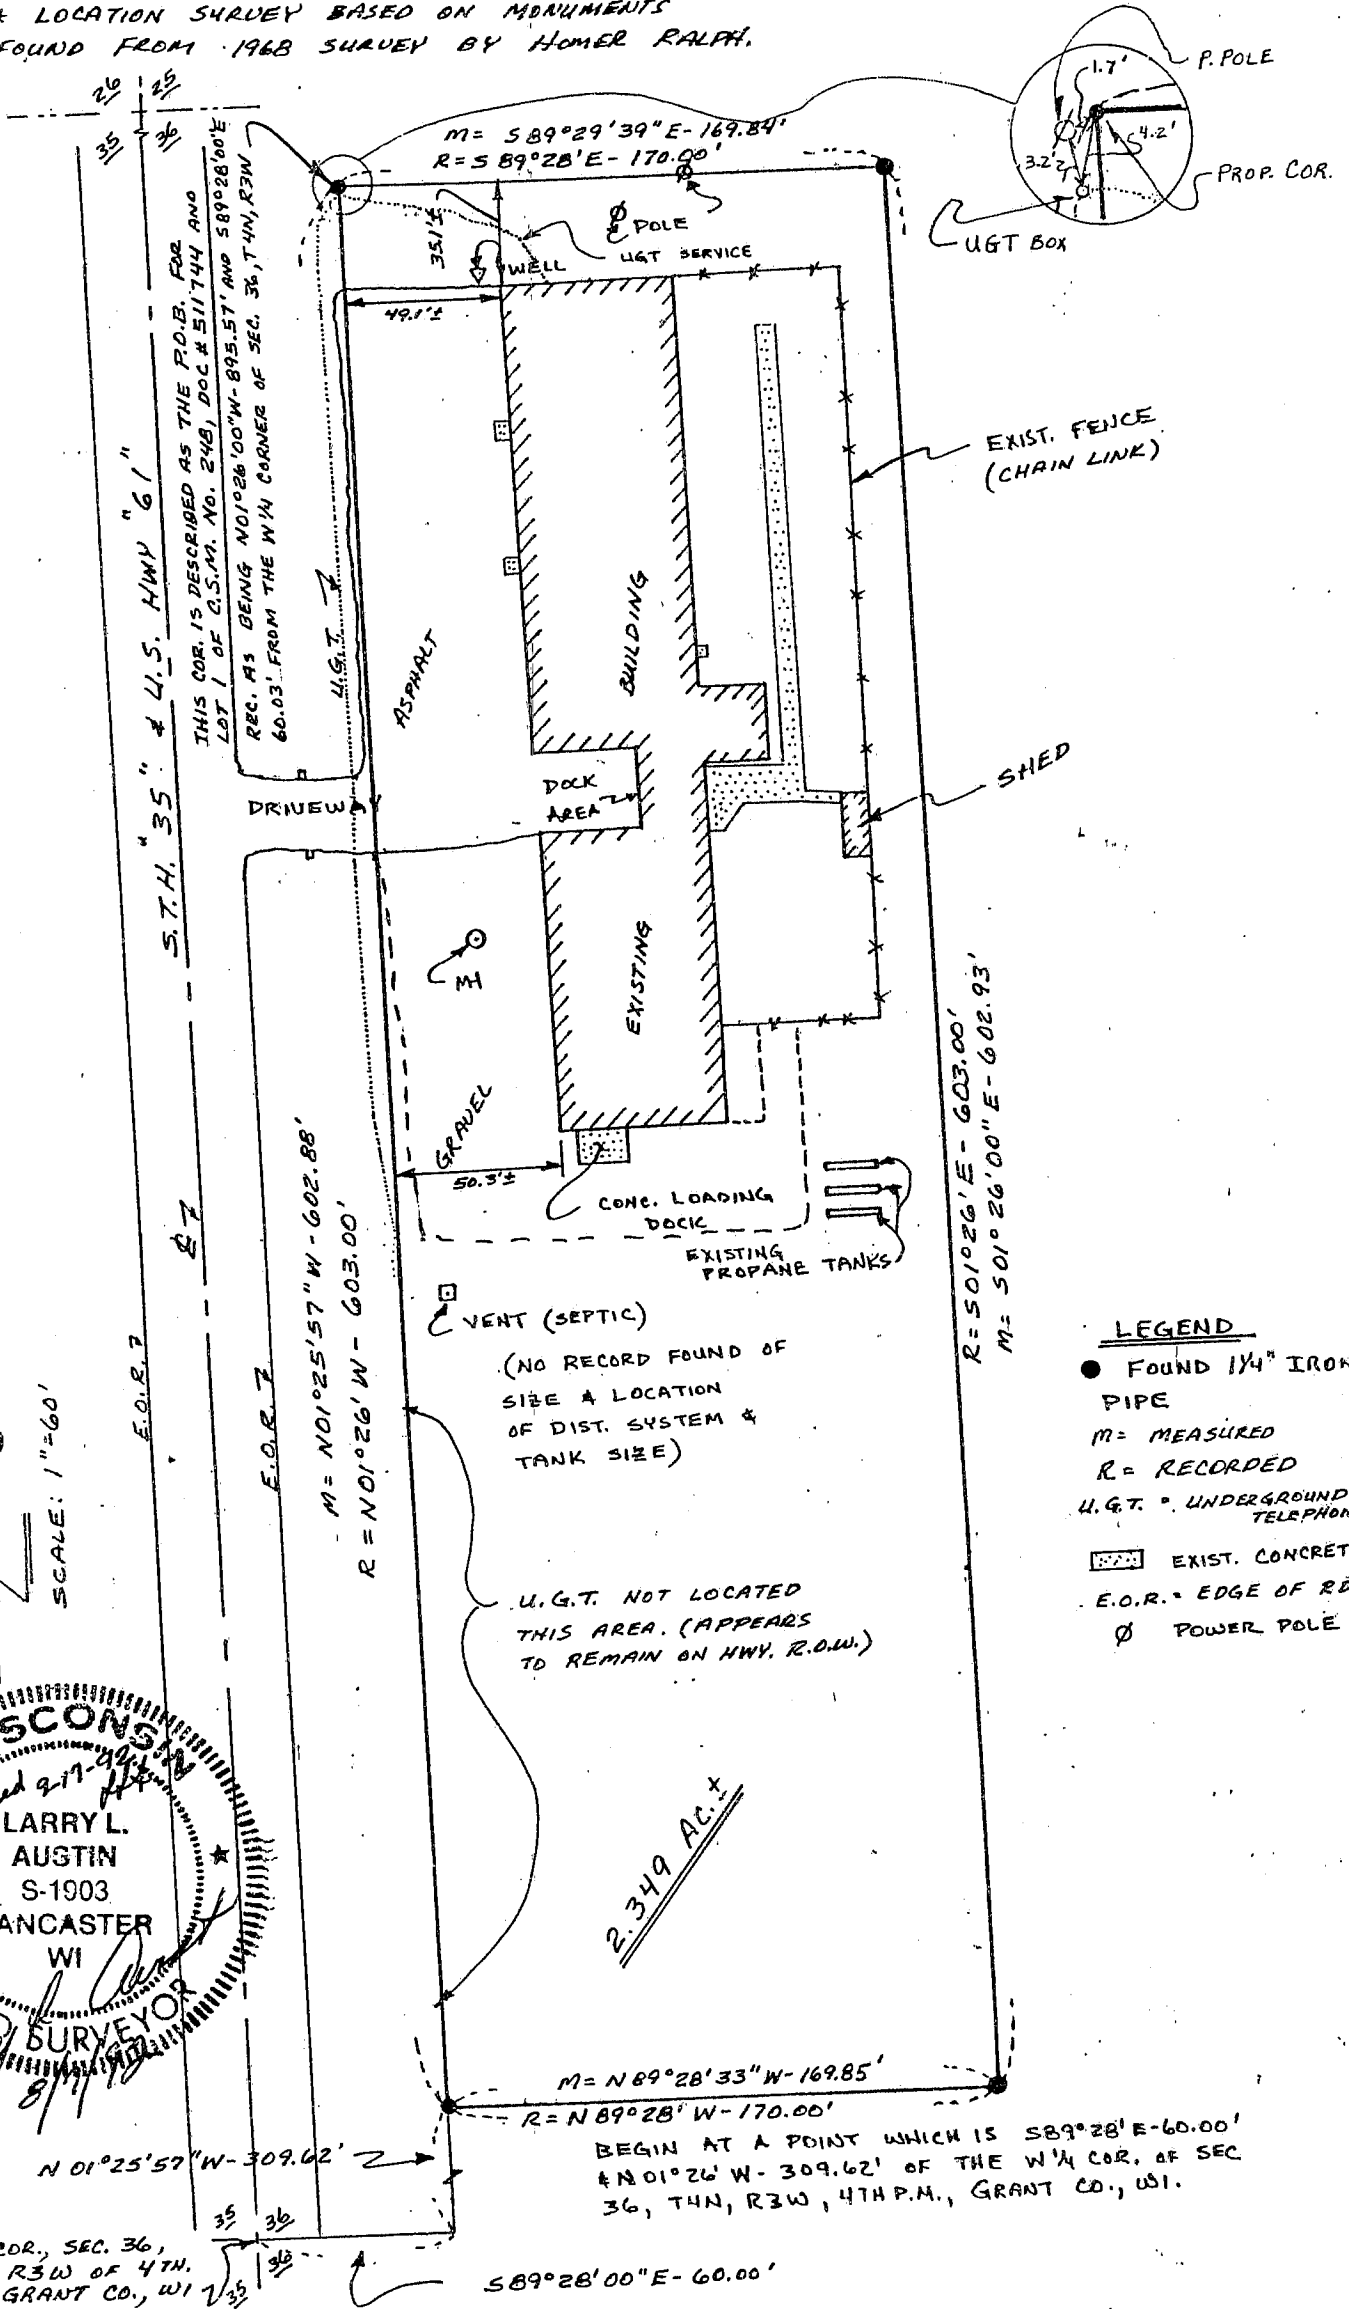 LOCATION SURVEY BASED ON MONUMENTS
FOUND FROM 1968 SURVEY BY HOMER RALPH.
26 25
35 36
M= S89°29'39"E-169.84'
R=S 89°28'E-170.00'
1.7'
P. POLE
4.2'
3.2'
PROP. COR.
UGT BOX
THIS COR. IS DESCRIBED AS THE P.O.B. FOR
LOT 1 OF C.S.M. No. 248, DOC # 511744 AND
REC. AS BEING N01°26'00"W-895.57' AND S89°28'00"E
60.03' FROM THE W1/4 CORNER OF SEC. 36, T4N, R3W
35.1'±
POLE
UGT SERVICE
WELL
49.1'±
S.T.H. "35" & U.S. HWY "61"
U.G.T.
ASPHALT
BUILDING
EXIST. FENCE
(CHAIN LINK)
DRIVEWAY
DOCK
AREA
SHED
MH
EXISTING
GRAVEL
50.3'±
CONC. LOADING
DOCK
EXISTING
PROPANE TANKS
R=S01°26'E-603.00'
M=S01°26'00"E-602.93'
M=N01°25'57"W-602.88'
R=N01°26'W-603.00'
VENT (SEPTIC)
(NO RECORD FOUND OF
SIZE & LOCATION
OF DIST. SYSTEM &
TANK SIZE)
E.O.R.
E.O.R.
SCALE: 1"=60'
LEGEND
● FOUND 1 1/4" IRON
PIPE
M= MEASURED
R= RECORDED
U.G.T. = UNDERGROUND
EXIST.
E.O.R. = EDGE OF
Ø POWER POLE
U.G.T. NOT LOCATED
THIS AREA. (APPEARS
TO REMAIN ON HWY. R.O.W.)
2.349 AC.±
LARRY L.
AUSTIN
S-1903
WI
SURVEYOR
M= N89°28'33"W-169.85'
R= N89°28'W-170.00'
BEGIN AT A POINT WHICH IS S89°28'E-60.00'
& N01°26'W-309.62' OF THE W1/4 COR. OF SEC
36, T4N, R3W, 4TH P.M., GRANT CO., WI.
N 01°25'57"W-309.62'
35 36
35 36
COR., SEC. 36,
R3W OF 4TH.
GRANT CO., WI
S89°28'00"E-60.00'